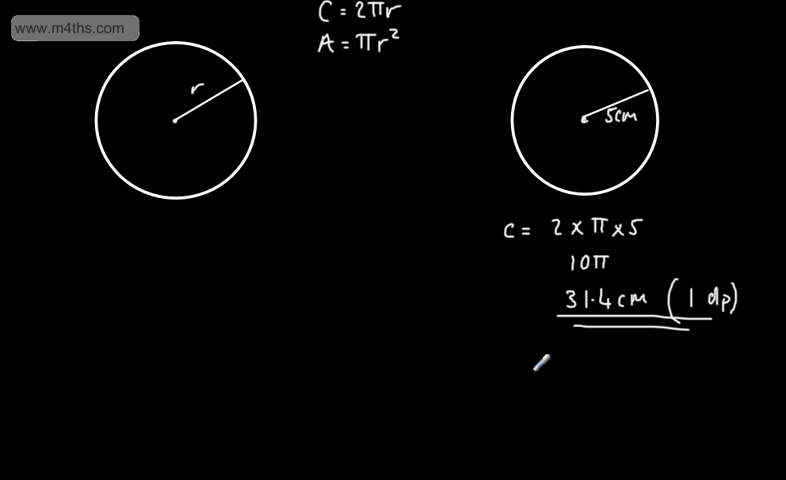 www.m4ths.com
C = 2πr
A = πr²
r
5cm
C = 2 × π × 5
10π
31.4cm (1 dp)